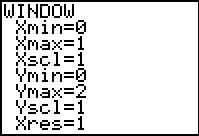 WINDOW
Xmin=0
Xmax=1
Xscl=1
Ymin=0
Ymax=2
Yscl=1
Xres=1